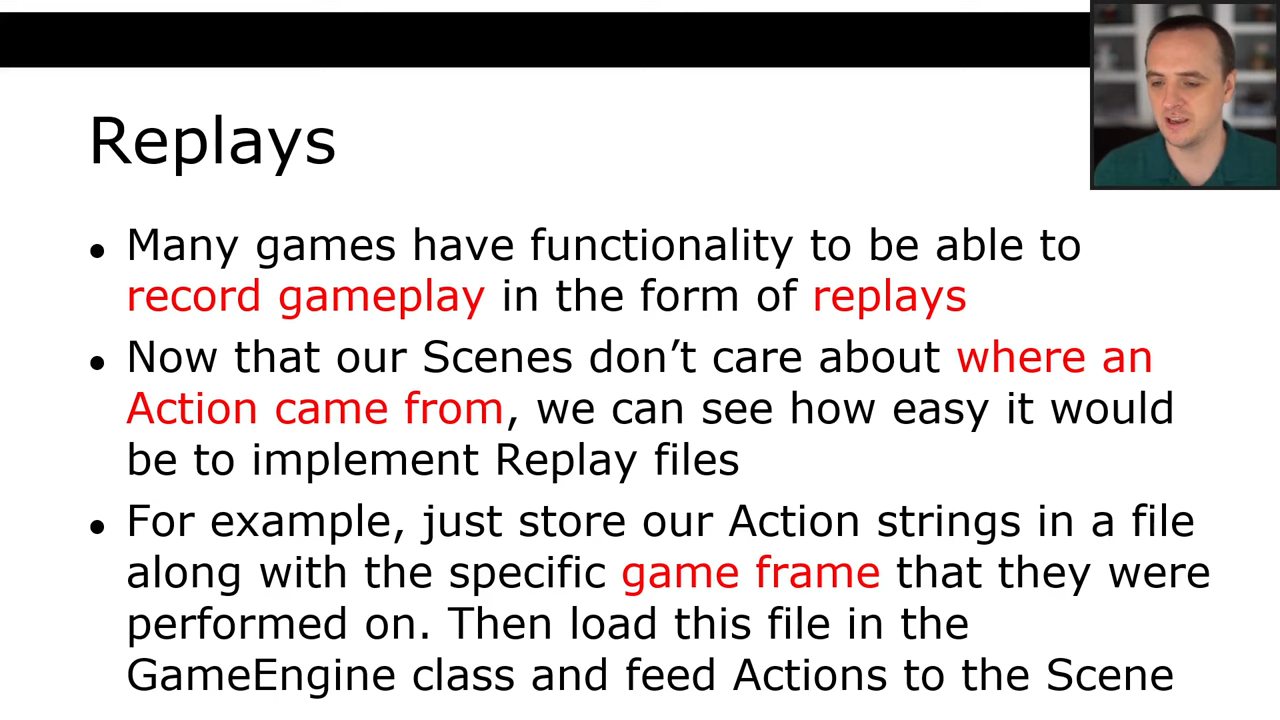 Replays
• Many games have functionality to be able to
record gameplay in the form of replays
• Now that our Scenes don’t care about where an
Action came from, we can see how easy it would
be to implement Replay files
• For example, just store our Action strings in a file
along with the specific game frame that they were
performed on. Then load this file in the
GameEngine class and feed Actions to the Scene